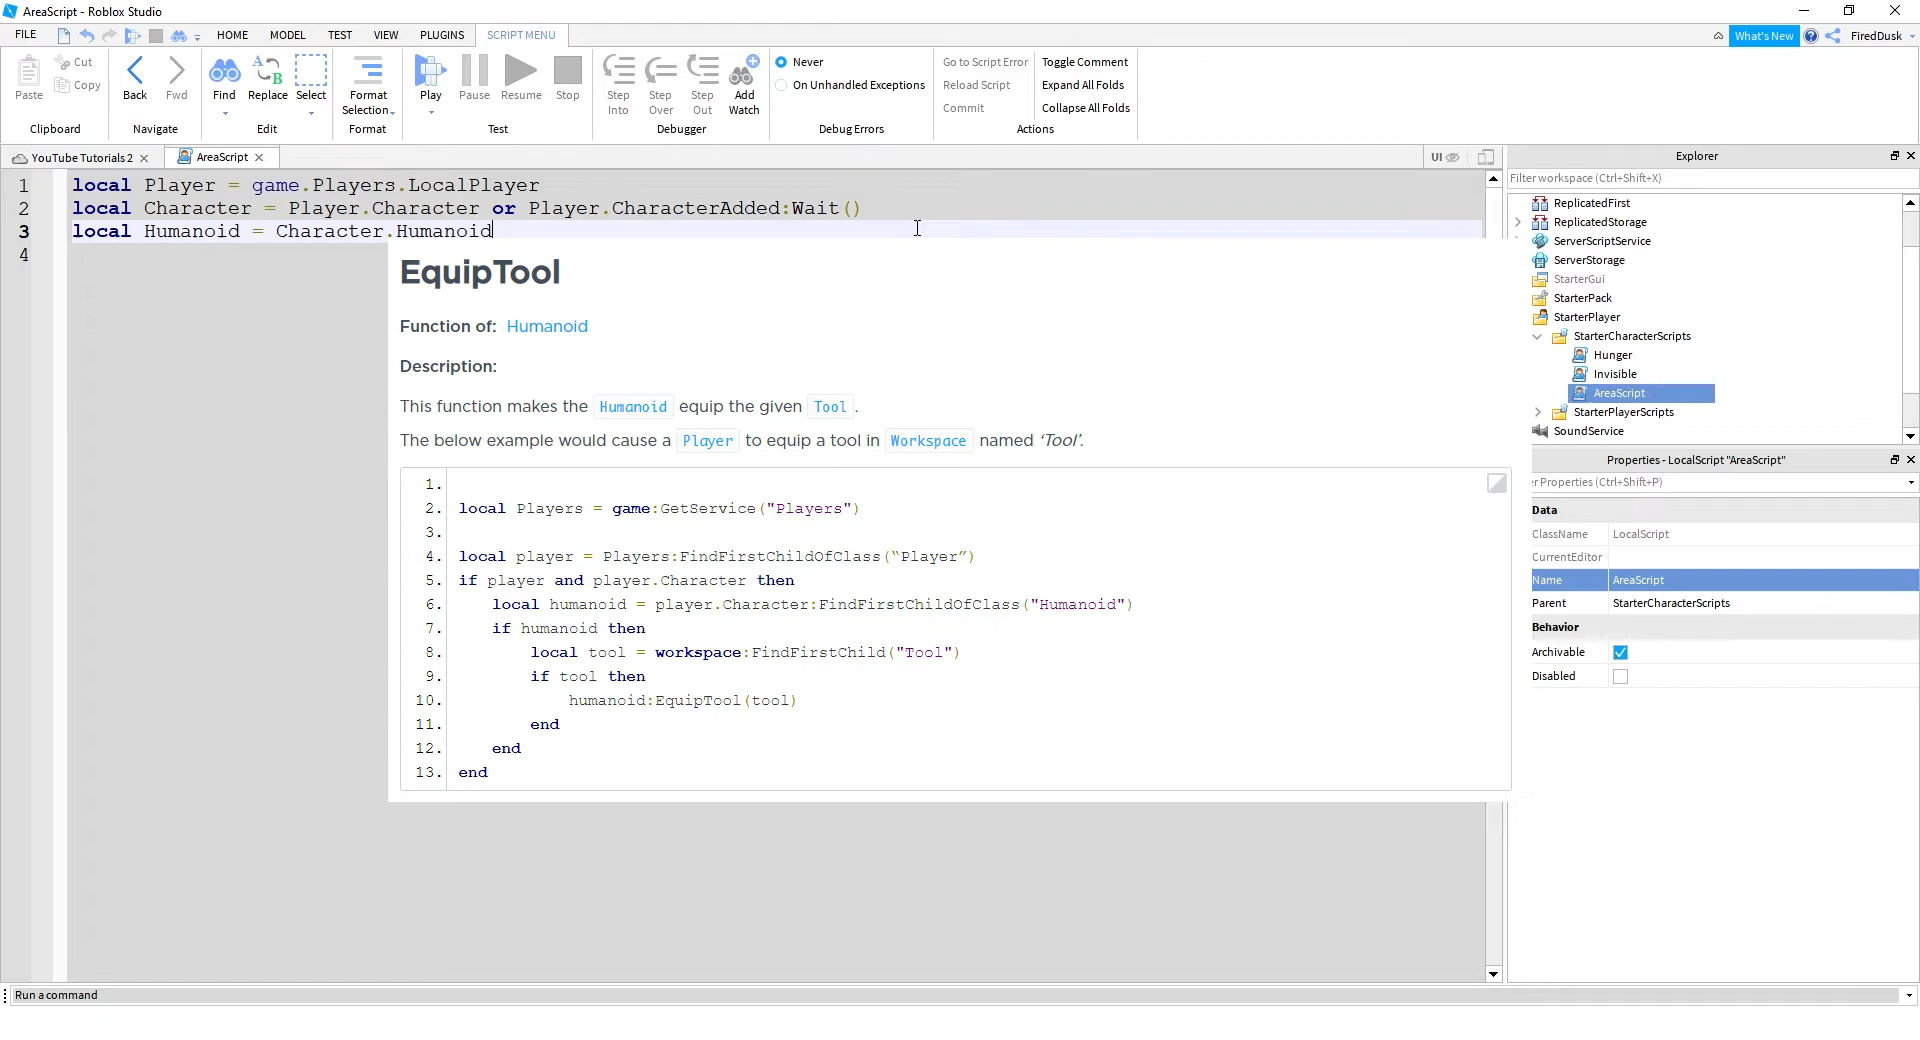 AreaScript - Roblox Studio
FILE HOME MODEL TEST VIEW PLUGINS SCRIPT MENU What's New FiredDusk
Paste Cut Copy Back Fwd Find Replace Select Format Selection Play Pause Resume Stop Step Into Step Over Step Out Add Watch
Never
On Unhandled Exceptions
Go to Script Error
Reload Script
Commit
Toggle Comment
Expand All Folds
Collapse All Folds
Clipboard Navigate Edit Format Test Debugger Debug Errors Actions
YouTube Tutorials 2 AreaScript UI
1 local Player = game.Players.LocalPlayer
2 local Character = Player.Character or Player.CharacterAdded:Wait()
3 local Humanoid = Character.Humanoid
4
EquipTool
Function of: Humanoid
Description:
This function makes the Humanoid equip the given Tool.
The below example would cause a Player to equip a tool in Workspace named ‘Tool’.
1.
2. local Players = game:GetService("Players")
3.
4. local player = Players:FindFirstChildOfClass(“Player”)
5. if player and player.Character then
6. local humanoid = player.Character:FindFirstChildOfClass("Humanoid")
7. if humanoid then
8. local tool = workspace:FindFirstChild("Tool")
9. if tool then
10. humanoid:EquipTool(tool)
11. end
12. end
13. end
Explorer
Filter workspace (Ctrl+Shift+X)
ReplicatedFirst
ReplicatedStorage
ServerScriptService
ServerStorage
StarterGui
StarterPack
StarterPlayer
StarterCharacterScripts
Hunger
Invisible
AreaScript
StarterPlayerScripts
SoundService
Properties - LocalScript "AreaScript"
er Properties (Ctrl+Shift+P)
Data
ClassName LocalScript
CurrentEditor
Name AreaScript
Parent StarterCharacterScripts
Behavior
Archivable
Disabled
Run a command